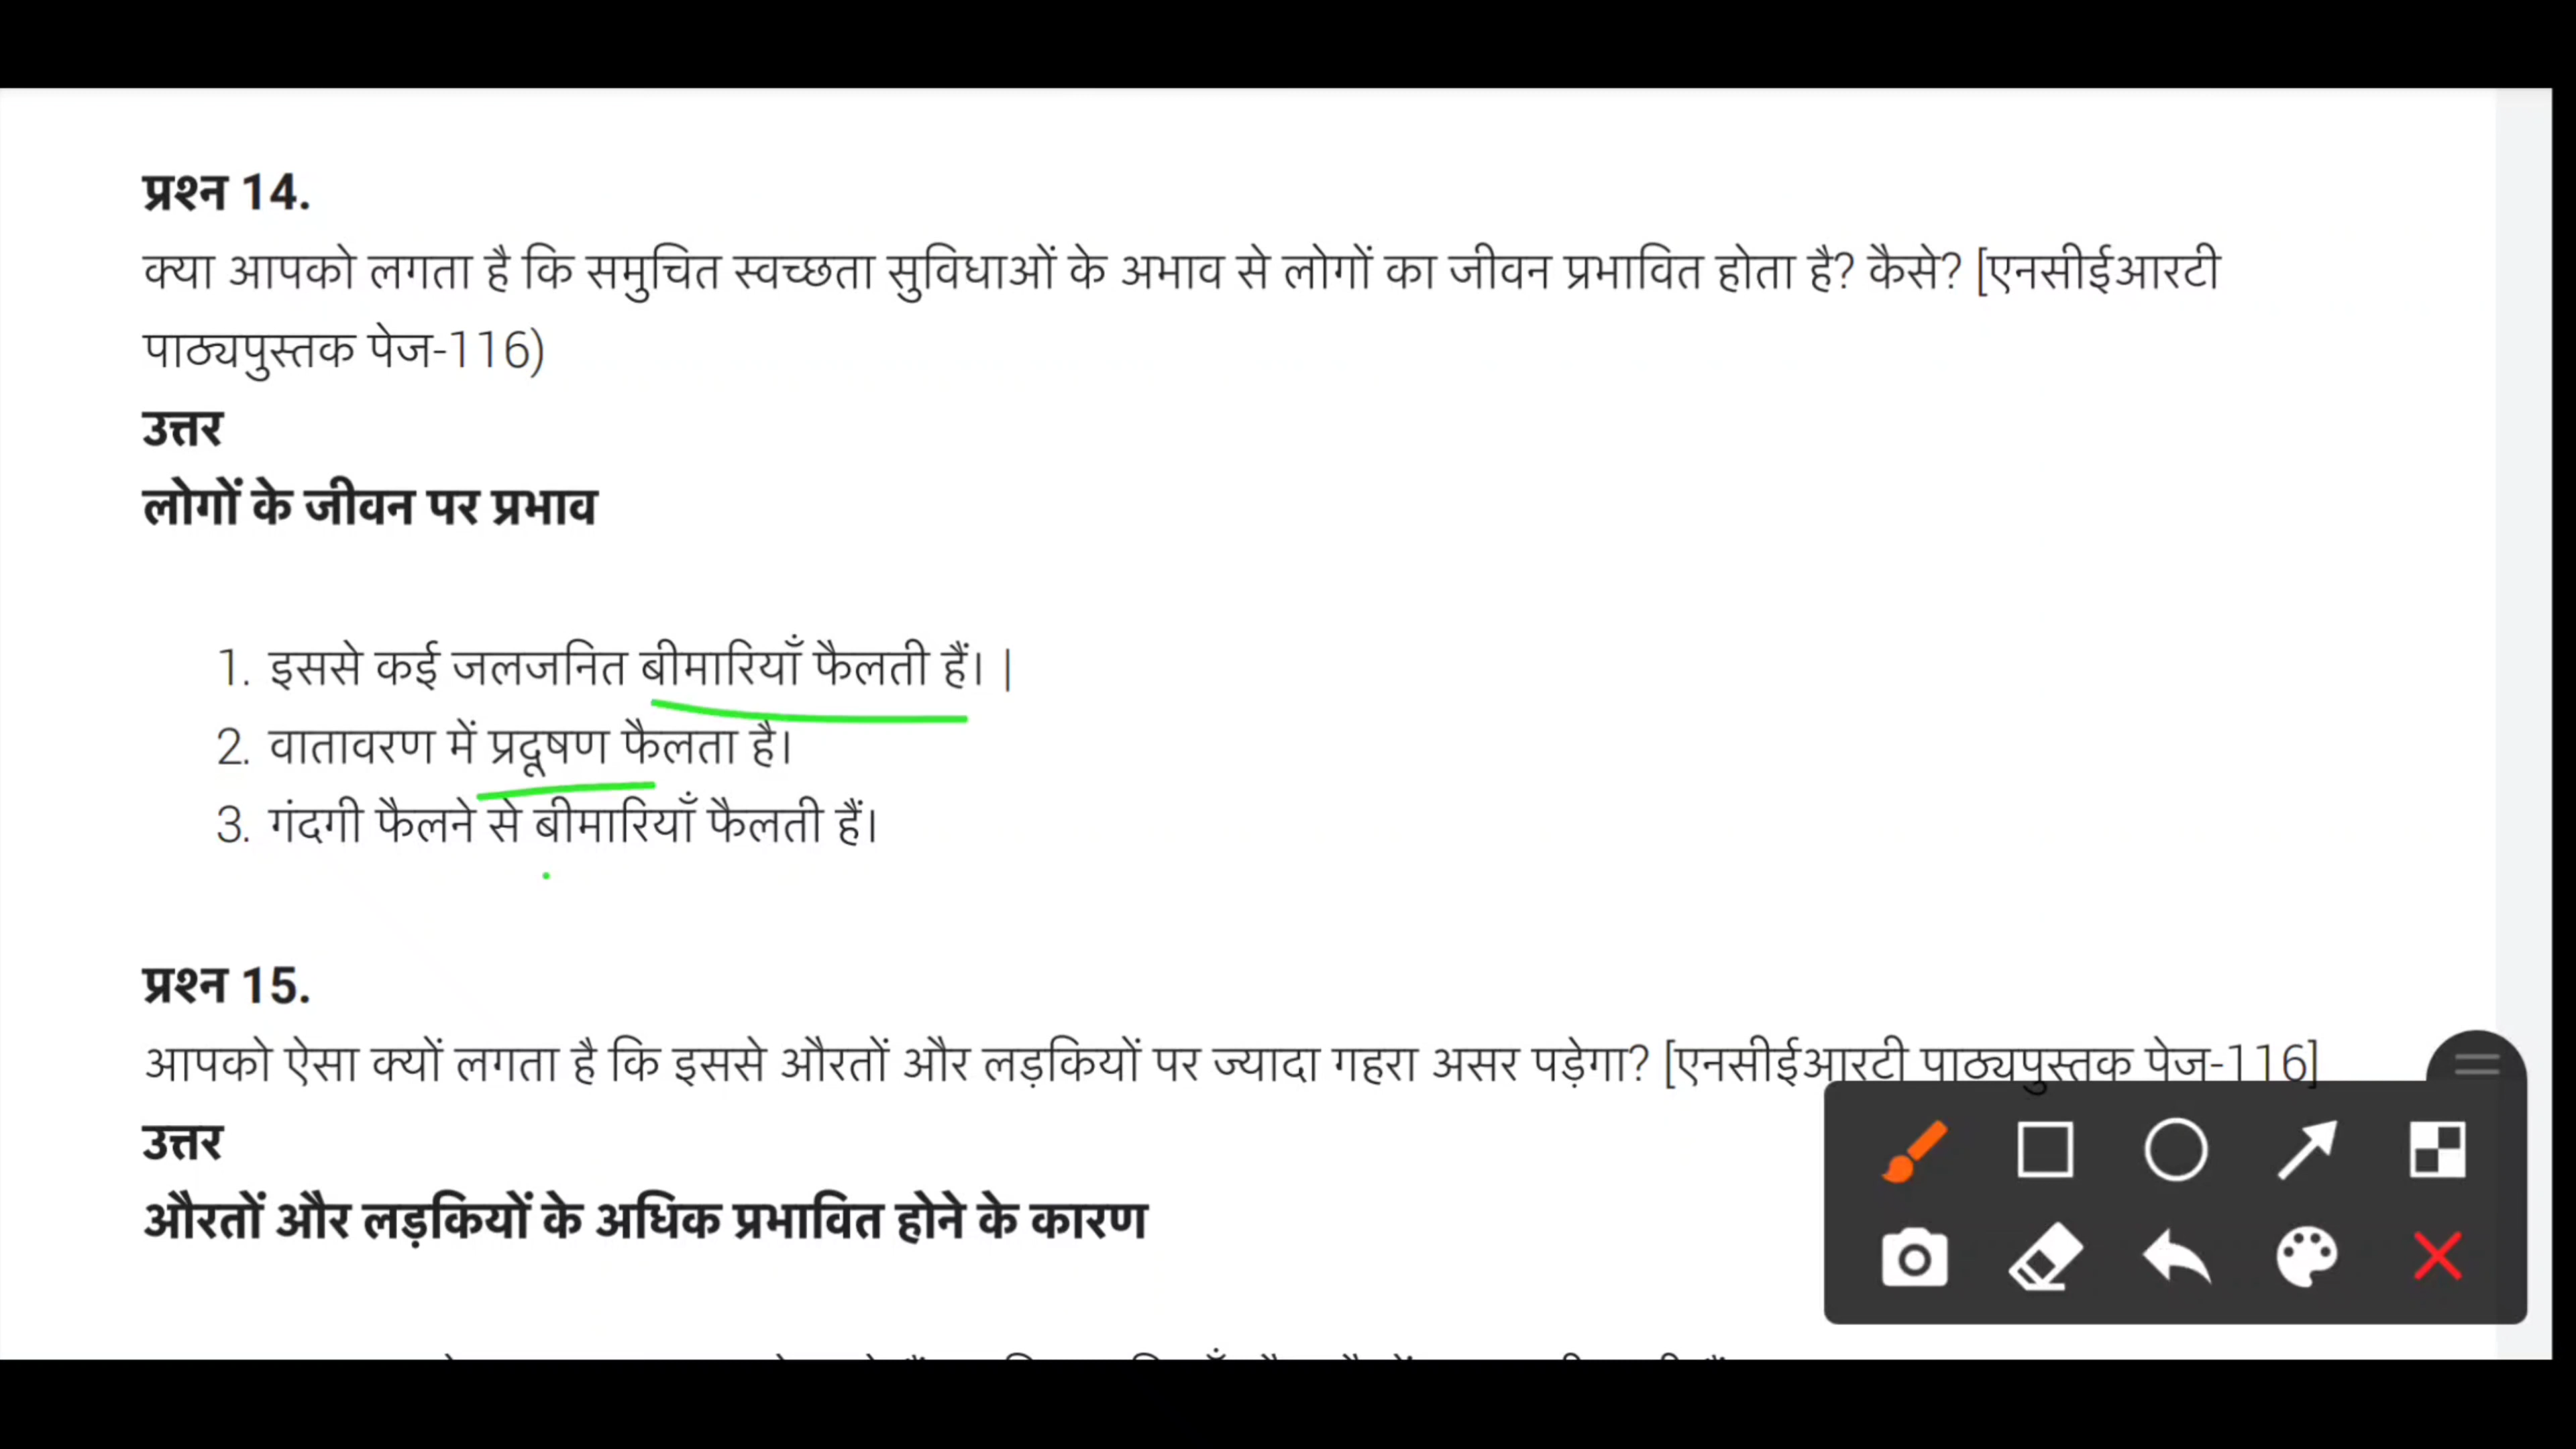 प्रश्न 14.
क्या आपको लगता है कि समुचित स्वच्छता सुविधाओं के अभाव से लोगों का जीवन प्रभावित होता है? कैसे? [एनसीईआरटी
पाठ्यपुस्तक पेज-116)
उत्तर
लोगों के जीवन पर प्रभाव
1. इससे कई जलजनित बीमारियाँ फैलती हैं। |
2. वातावरण में प्रदूषण फैलता है।
3. गंदगी फैलने से बीमारियाँ फैलती हैं।
प्रश्न 15.
आपको ऐसा क्यों लगता है कि इससे औरतों और लड़कियों पर ज्यादा गहरा असर पड़ेगा? [एनसीईआरटी पाठ्यपुस्तक पेज-116]
उत्तर
औरतों और लड़कियों के अधिक प्रभावित होने के कारण